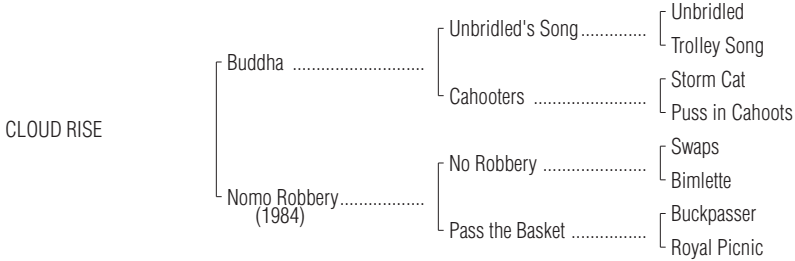 Unbridled
Unbridled's Song..............
Trolley Song
Buddha ............................
Storm Cat
Cahooters ........................
Puss in Cahoots
CLOUD RISE
Swaps
No Robbery ......................
Bimlette
Nomo Robbery..................
(1984)
Buckpasser
Pass the Basket ................
Royal Picnic